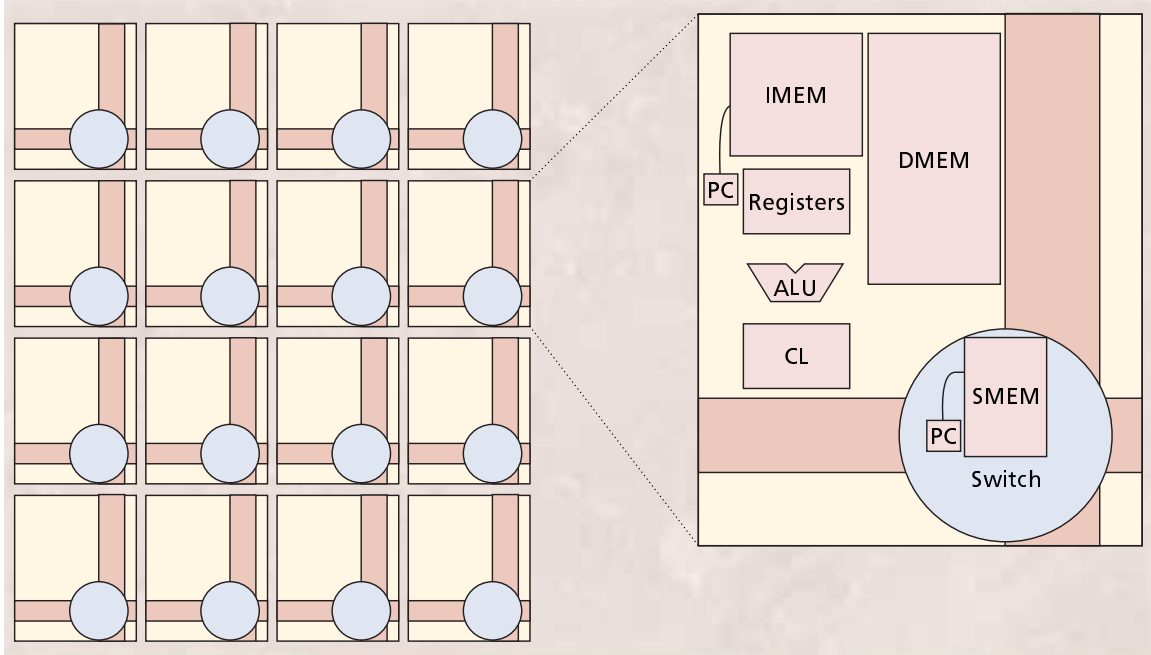 IMEM
DMEM
PC
Registers
ALU
CL
SMEM
PC
Switch